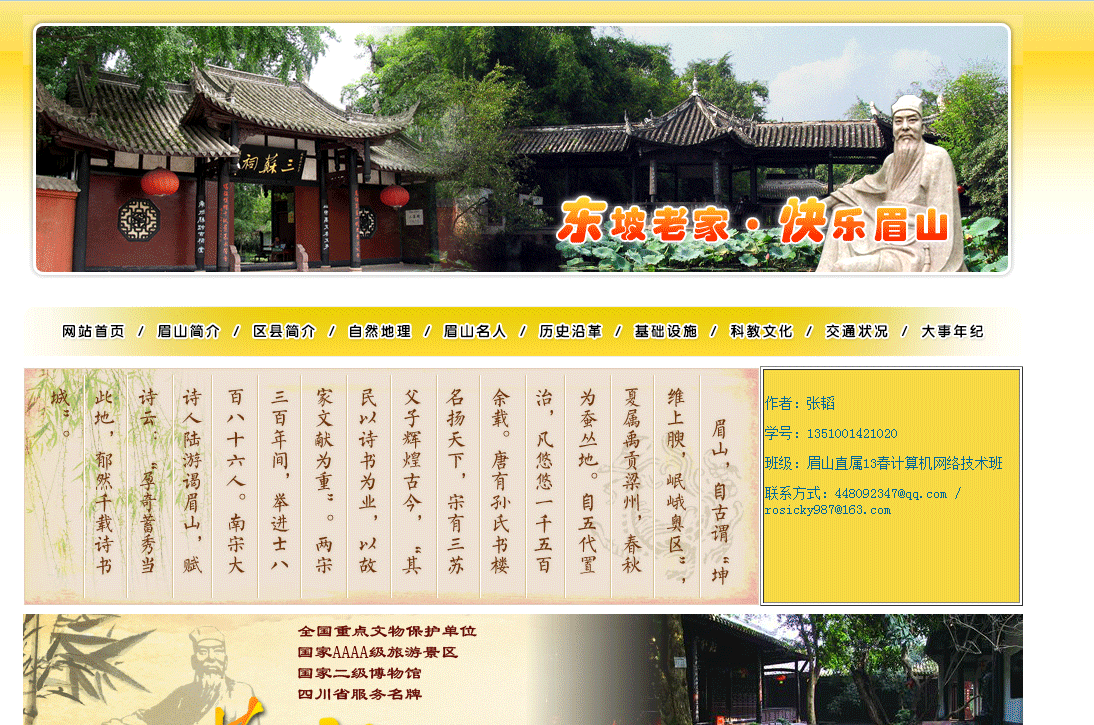 三蘇祠
东坡老家·快乐眉山
网站首页 / 眉山简介 / 区县简介 / 自然地理 / 眉山名人 / 历史沿革 / 基础设施 / 科教文化 / 交通状况 / 大事年纪
眉山，自古谓“坤
维上腴，岷峨奥区”，
夏属禹贡梁州，春秋
为蚕丛地。自五代置
治，凡悠悠一千五百
余载。唐有孙氏书楼
名扬天下，宋有三苏
父子辉煌古今，“其
民以诗书为业，以故
家文献为重”。两宋
三百年间，举进士八
百八十六人。南宋大
诗人陆游谒眉山，赋
诗云：“孕奇蓄秀当
此地，郁然千载诗书
城”。
作者：张韬
学号：1351001421020
班级：眉山直属13春计算机网络技术班
联系方式：448092347@qq.com /
rosicky987@163.com
全国重点文物保护单位
国家AAAA级旅游景区
国家二级博物馆
四川省服务名牌